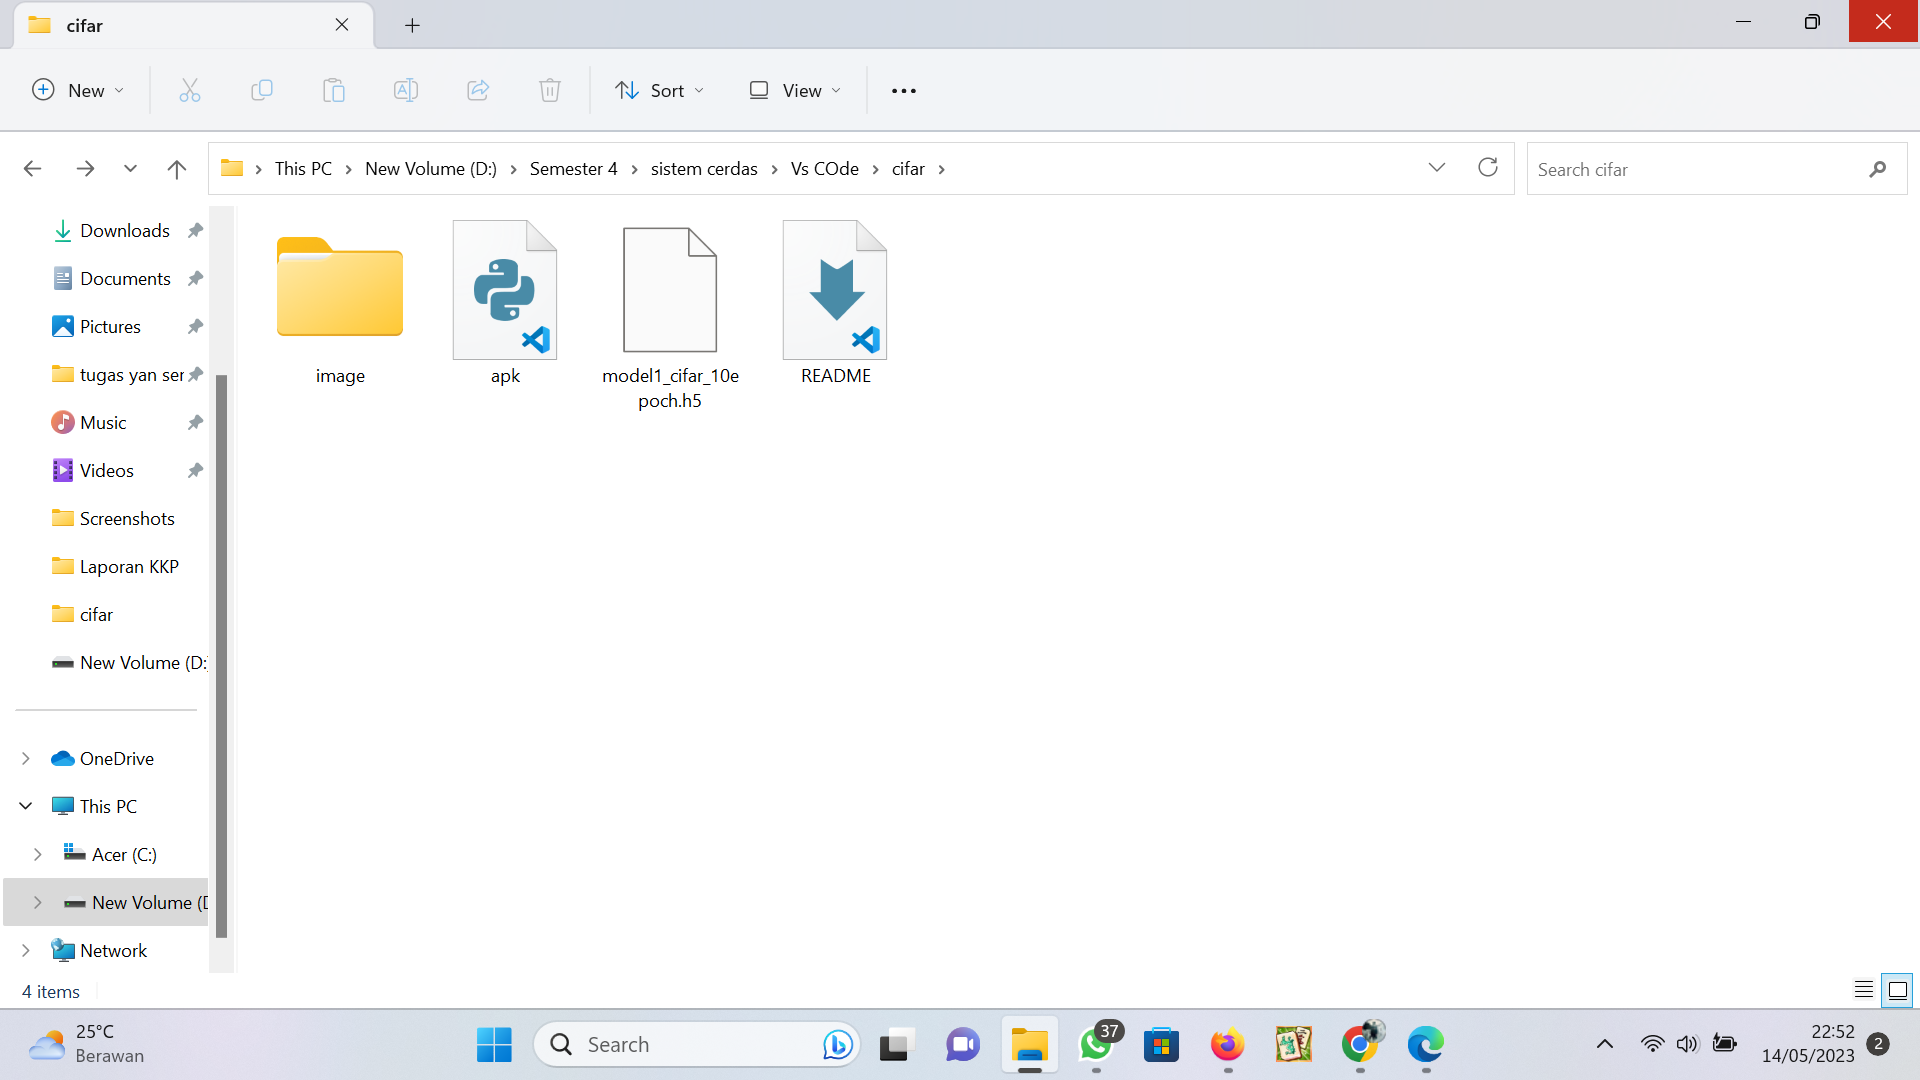 cifar
New
Sort
View
This PC
New Volume (D:)
Semester 4
sistem cerdas
Vs COde
cifar
Search cifar
Downloads
Documents
Pictures
tugas yan ser
Music
Videos
Screenshots
Laporan KKP
cifar
New Volume (D:
OneDrive
This PC
Acer (C:)
New Volume (D
Network
image
apk
model1_cifar_10e
poch.h5
README
4 items
25°C
Berawan
Search
37
22:52
14/05/2023
2